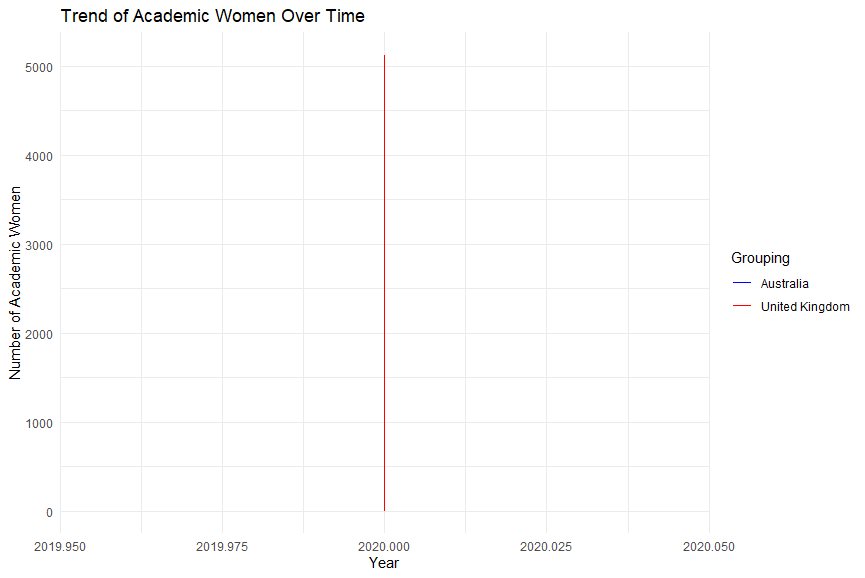 Trend of Academic Women Over Time
Number of Academic Women
5000
4000
3000
2000
1000
0
2019.950 2019.975 2020.000 2020.025 2020.050
Year
Grouping
Australia
United Kingdom